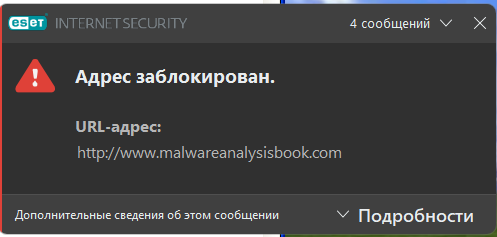 eset INTERNET SECURITY 4 сообщений
Адрес заблокирован.
URL-адрес:
http://www.malwareanalysisbook.com
Дополнительные сведения об этом сообщении Подробности